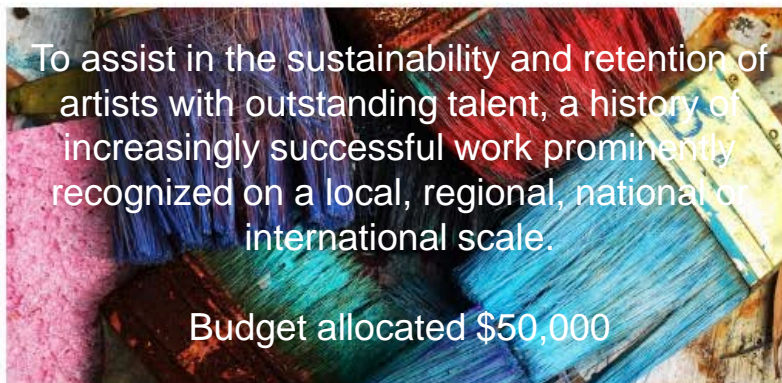 To assist in the sustainability and retention of
artists with outstanding talent, a history of
increasingly successful work prominently
recognized on a local, regional, national or
international scale.
Budget allocated $50,000